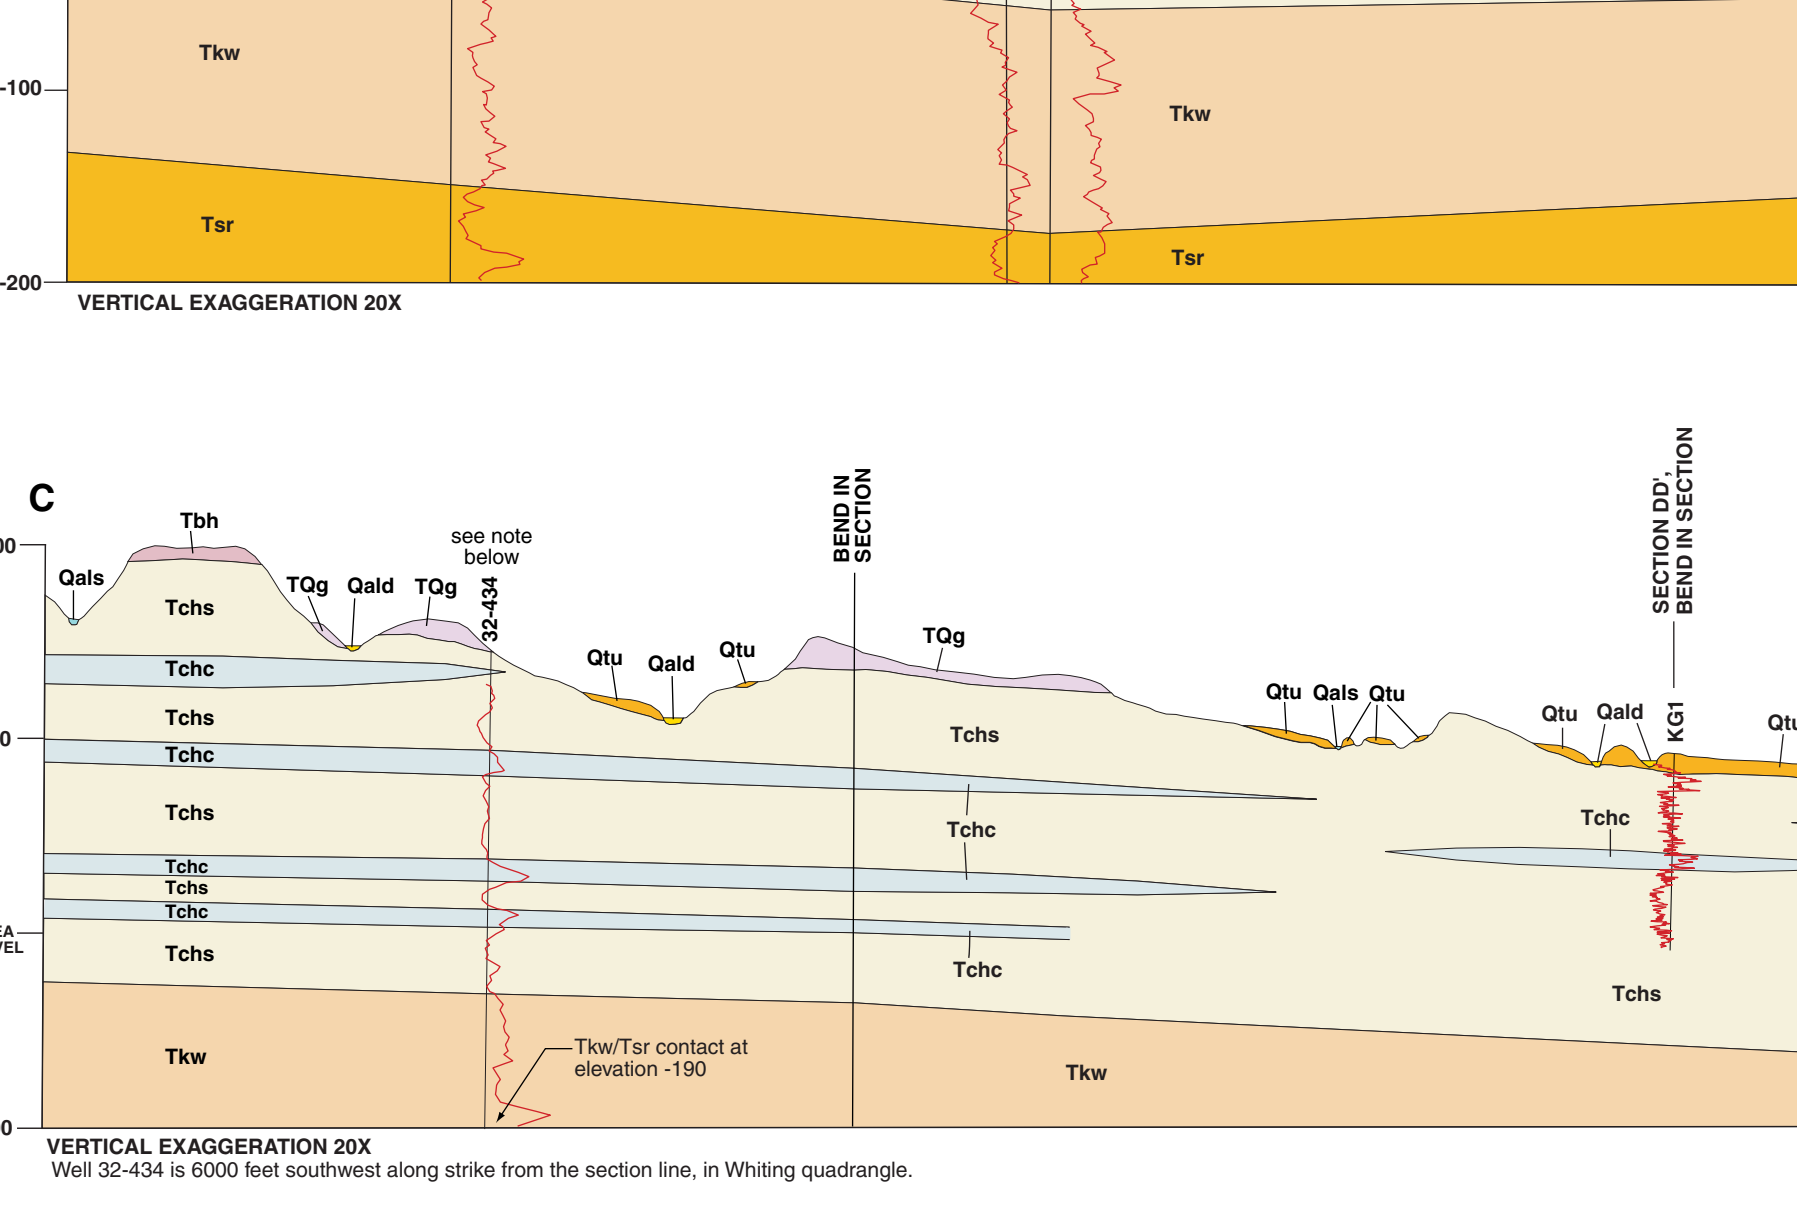 Tkw
-100
Tkw
Tsr
Tsr
-200
VERTICAL EXAGGERATION 20X
C
BEND IN
SECTION
SECTION DD',
BEND IN SECTION
Tbh
see note
below
00
Qals
TQg
Qald
TQg
32-434
Tchs
TQg
Qtu
Qald
Qtu
Tchc
Qtu
Qals
Qtu
Qtu
Qald
KG1
Qtu
Tchs
Tchs
0
Tchc
Tchs
Tchc
Tchc
Tchc
Tchs
Tchc
EA
VEL
Tchs
Tchc
Tchs
Tkw
Tkw/Tsr contact at
elevation -190
Tkw
00
VERTICAL EXAGGERATION 20X
Well 32-434 is 6000 feet southwest along strike from the section line, in Whiting quadrangle.